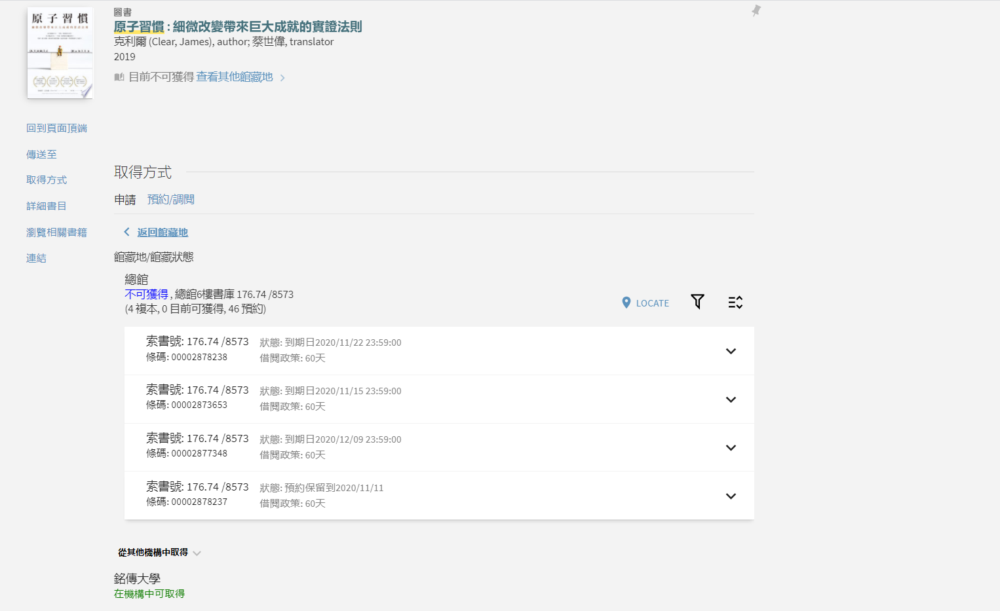 原子習慣
圖書
原子習慣 : 細微改變帶來巨大成就的實證法則
克利爾 (Clear, James), author; 蔡世偉, translator
2019
目前不可獲得 查看其他館藏地
回到頁面頂端
傳送至
取得方式
詳細書目
瀏覽相關書籍
連結
取得方式
申請 預約/調閱
返回館藏地
館藏地/館藏狀態
總館
不可獲得 , 總館6樓書庫 176.74 /8573
(4 複本, 0 目前可獲得, 46 預約)
LOCATE
索書號: 176.74 /8573
條碼: 00002878238
狀態: 到期日2020/11/22 23:59:00
借閱政策: 60天
索書號: 176.74 /8573
條碼: 00002873653
狀態: 到期日2020/11/15 23:59:00
借閱政策: 60天
索書號: 176.74 /8573
條碼: 00002877348
狀態: 到期日2020/12/09 23:59:00
借閱政策: 60天
索書號: 176.74 /8573
條碼: 00002878237
狀態: 預約保留到2020/11/11
借閱政策: 60天
從其他機構中取得
銘傳大學
在機構中可取得